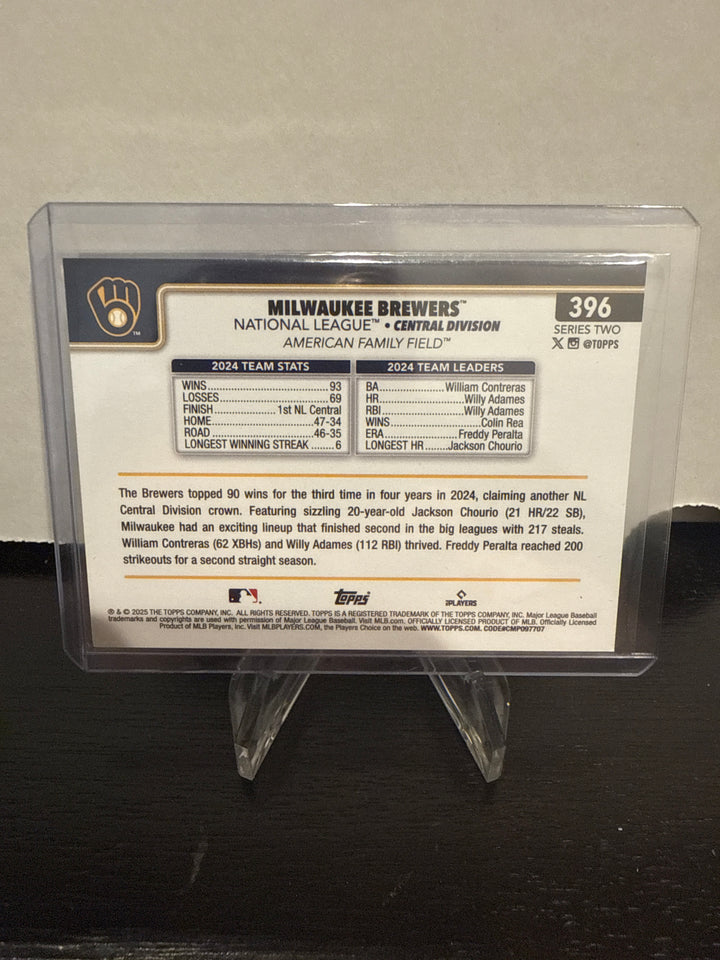 MILWAUKEE BREWERS™
NATIONAL LEAGUE™ • CENTRAL DIVISION
AMERICAN FAMILY FIELD™
396
SERIES TWO
X @TOPPS
TM
2024 TEAM STATS
WINS..............................93
LOSSES..........................69
FINISH................1st NL Central
HOME.........................47-34
ROAD..........................46-35
LONGEST WINNING STREAK ......6
2024 TEAM LEADERS
BA..................William Contreras
HR........................Willy Adames
RBI.......................Willy Adames
WINS..........................Colin Rea
ERA....................Freddy Peralta
LONGEST HR.......Jackson Chourio
The Brewers topped 90 wins for the third time in four years in 2024, claiming another NL
Central Division crown. Featuring sizzling 20-year-old Jackson Chourio (21 HR/22 SB),
Milwaukee had an exciting lineup that finished second in the big leagues with 217 steals.
William Contreras (62 XBHs) and Willy Adames (112 RBI) thrived. Freddy Peralta reached 200
strikeouts for a second straight season.
Topps
PLAYERS
® & © 2025 THE TOPPS COMPANY, INC. ALL RIGHTS RESERVED. TOPPS IS A REGISTERED TRADEMARK OF THE TOPPS COMPANY, INC. Major League Baseball
trademarks and copyrights are used with permission of Major League Baseball. Visit MLB.com. OFFICIALLY LICENSED PRODUCT OF MLB. Officially Licensed
Product of MLB Players, Inc. Visit MLBPLAYERS.COM, the Players Choice on the web. WWW.TOPPS.COM. CODE#CMP097707